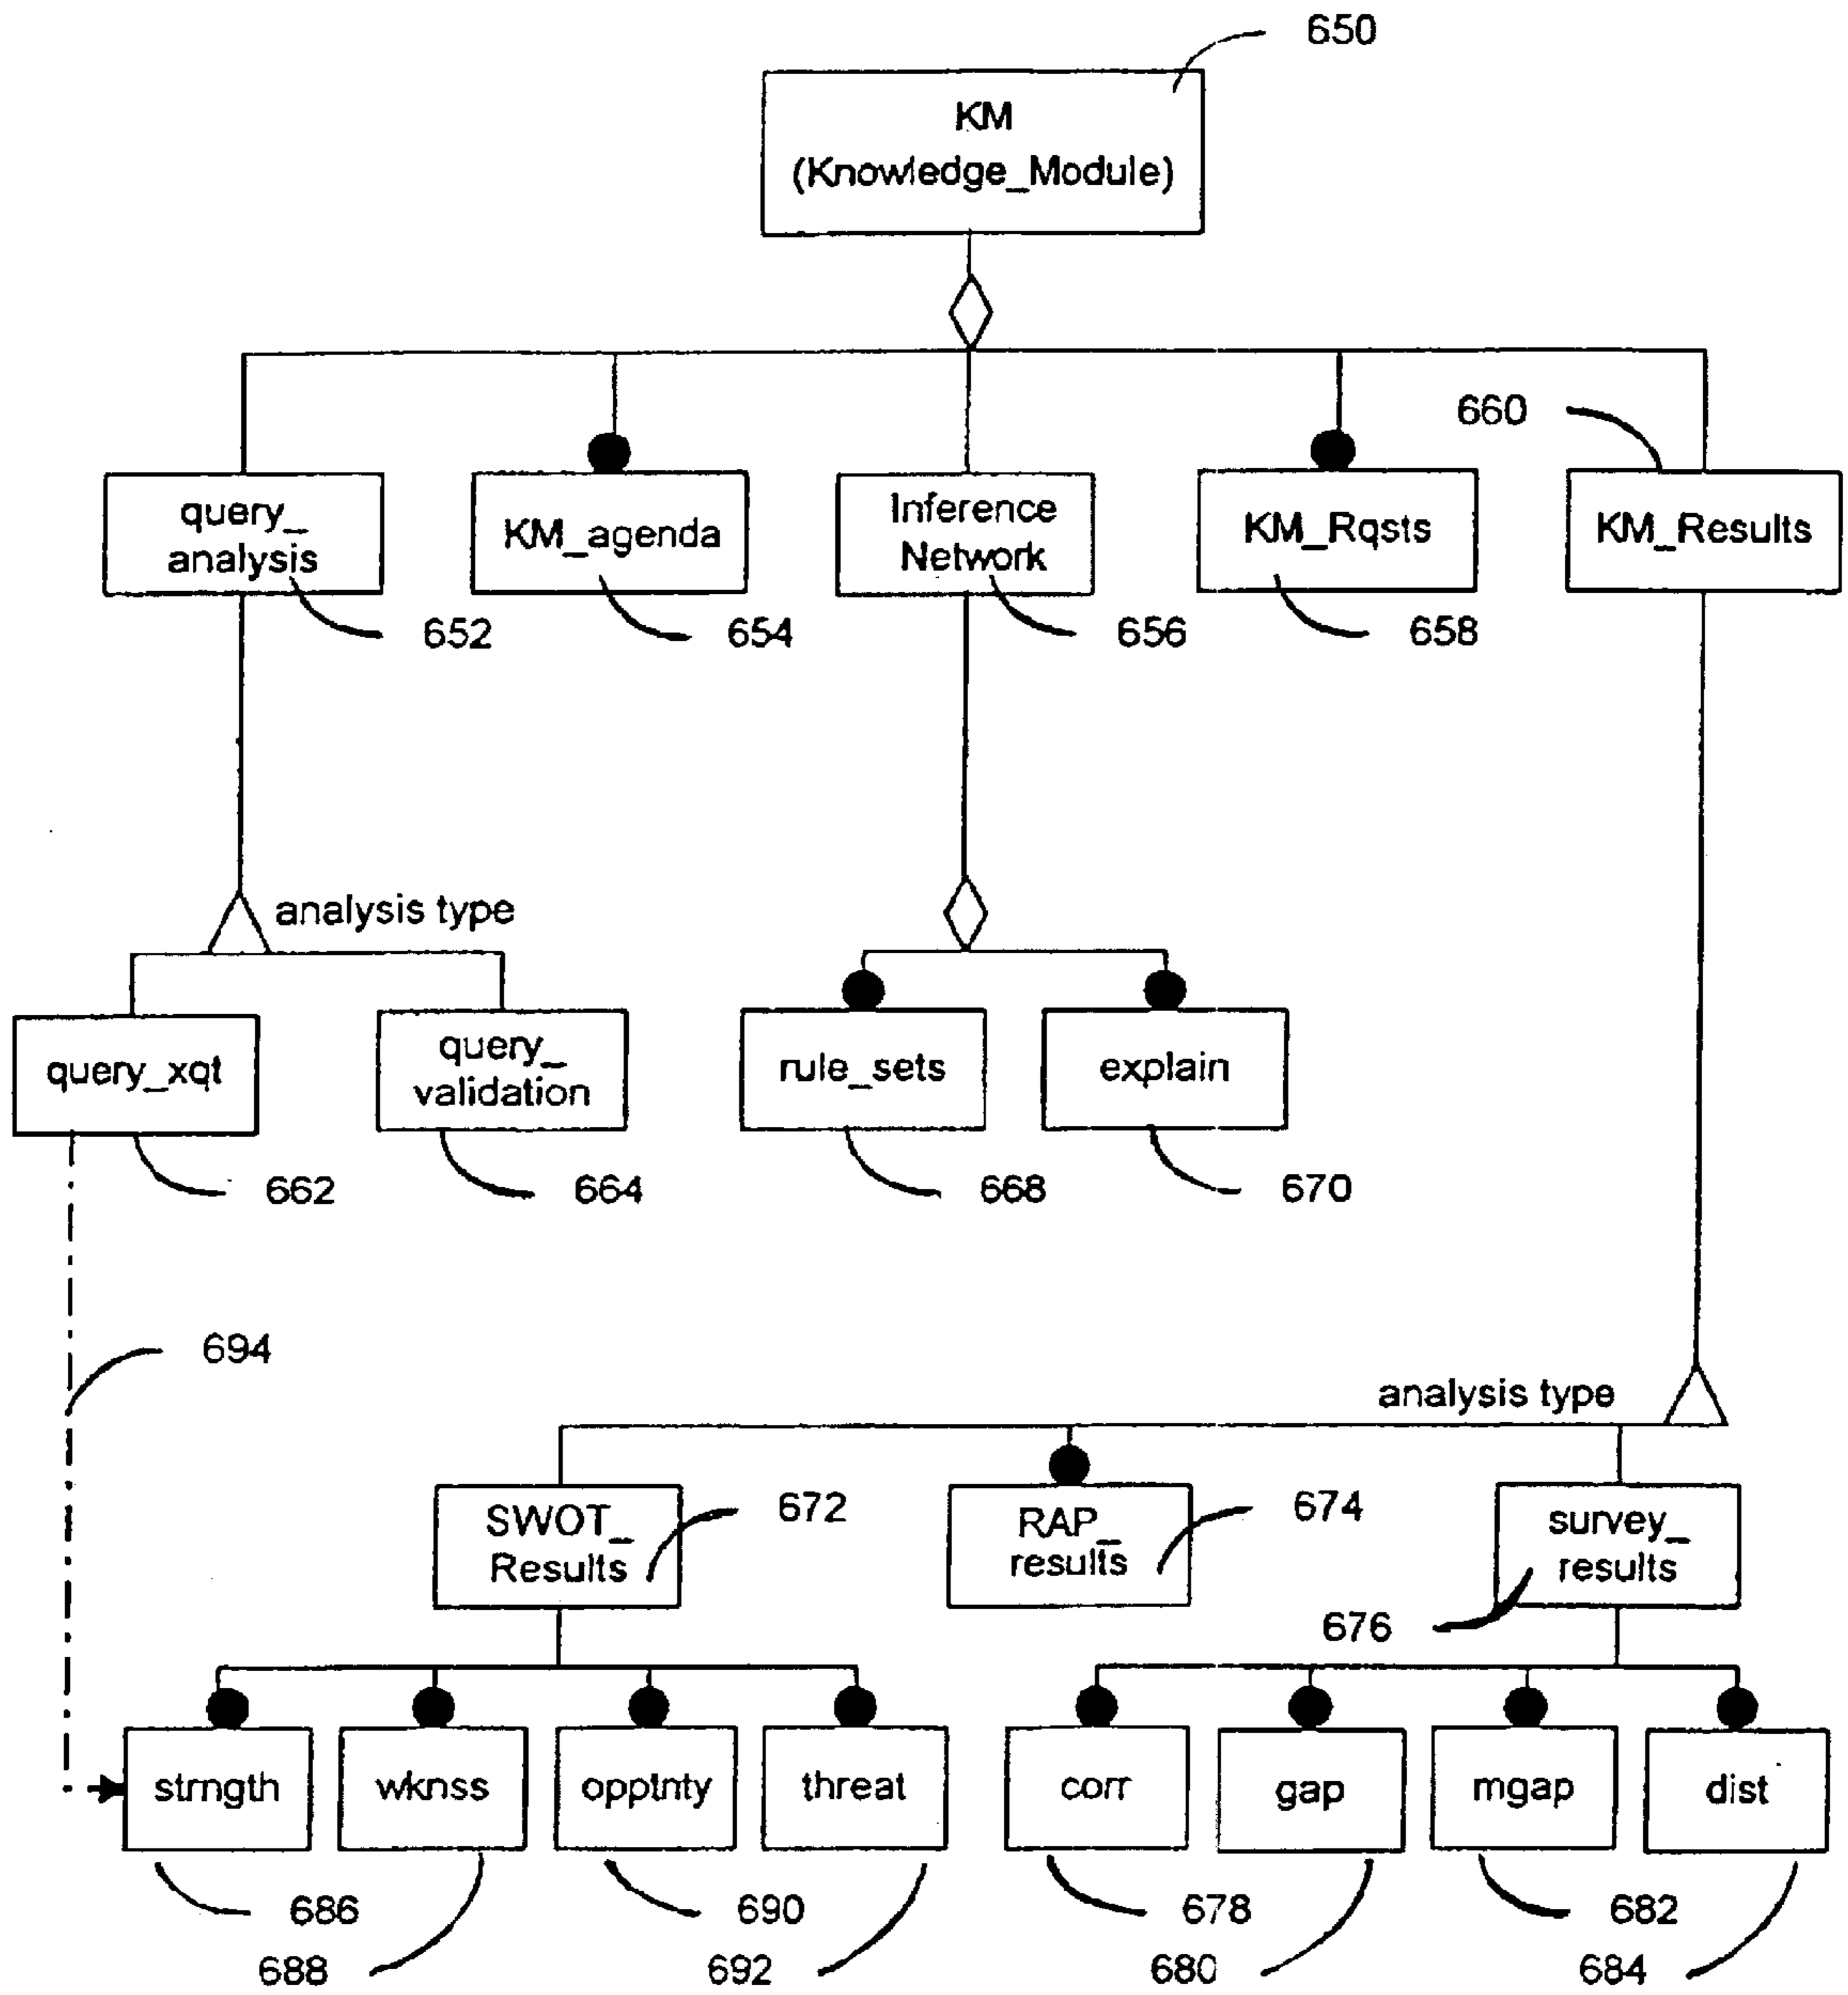 650
KM
(Knowledge_Module)
660
query_
analysis
KM_agenda
Inference
Network
KM_Rqsts
KM_Results
652
654
656
658
analysis type
query_xqt
query_
validation
rule_sets
explain
662
664
668
670
694
analysis type
SWOT_
Results
672
RAP_
results
674
survey_
results
676
strngth
wknss
opptnty
threat
corr
gap
mgap
dist
686
690
678
682
688
692
680
684